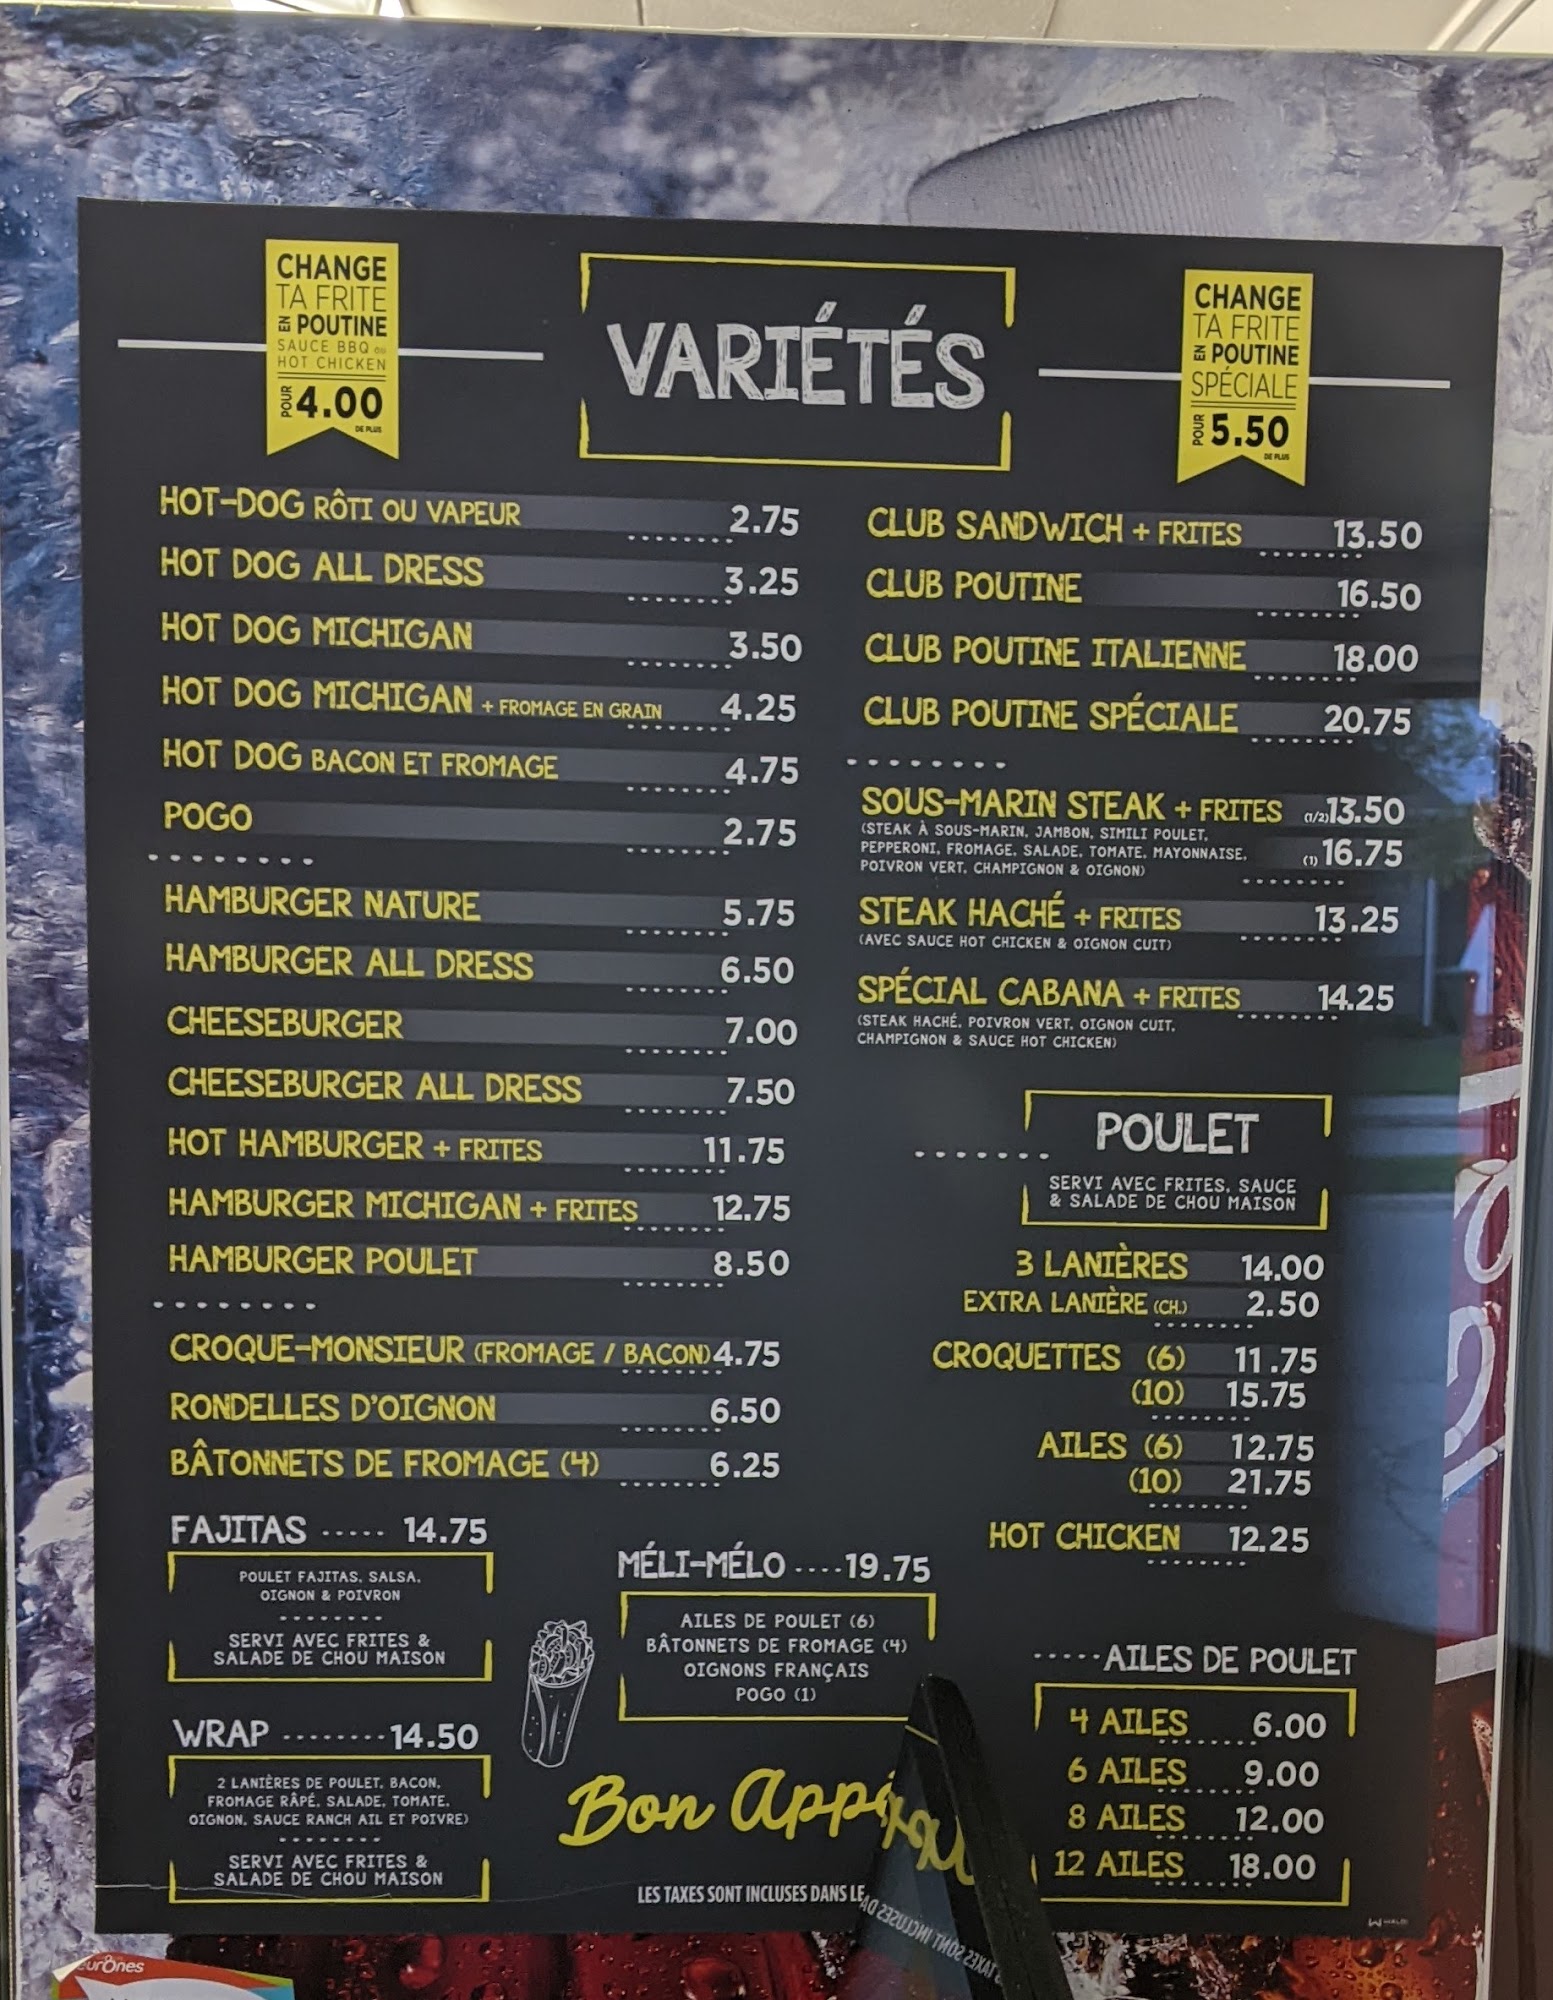 CHANGE
TA FRITE
EN POUTINE
SAUCE BBQ OU
HOT CHICKEN
POUR 4.00
DE PLUS
VARIÉTÉS
CHANGE
TA FRITE
EN POUTINE
SPÉCIALE
POUR 5.50
DE PLUS
HOT-DOG RÔTI OU VAPEUR 2.75
HOT DOG ALL DRESS 3.25
HOT DOG MICHIGAN 3.50
HOT DOG MICHIGAN + FROMAGE EN GRAIN 4.25
HOT DOG BACON ET FROMAGE 4.75
POGO 2.75
HAMBURGER NATURE 5.75
HAMBURGER ALL DRESS 6.50
CHEESEBURGER 7.00
CHEESEBURGER ALL DRESS 7.50
HOT HAMBURGER + FRITES 11.75
HAMBURGER MICHIGAN + FRITES 12.75
HAMBURGER POULET 8.50
CROQUE-MONSIEUR (FROMAGE / BACON) 4.75
RONDELLES D'OIGNON 6.50
BÂTONNETS DE FROMAGE (4) 6.25
FAJITAS ..... 14.75
POULET FAJITAS, SALSA,
OIGNON & POIVRON
SERVI AVEC FRITES &
SALADE DE CHOU MAISON
WRAP ........ 14.50
2 LANIÈRES DE POULET, BACON,
FROMAGE RÂPÉ, SALADE, TOMATE,
OIGNON, SAUCE RANCH AIL ET POIVRE)
SERVI AVEC FRITES &
SALADE DE CHOU MAISON
MÉLI-MÉLO ....19.75
AILES DE POULET (6)
BÂTONNETS DE FROMAGE (4)
OIGNONS FRANÇAIS
POGO (1)
Bon Appé
LES TAXES SONT INCLUSES DANS LE
CLUB SANDWICH + FRITES 13.50
CLUB POUTINE 16.50
CLUB POUTINE ITALIENNE 18.00
CLUB POUTINE SPÉCIALE 20.75
SOUS-MARIN STEAK + FRITES (1/2) 13.50
(STEAK À SOUS-MARIN, JAMBON, SIMILI POULET,
PEPPERONI, FROMAGE, SALADE, TOMATE, MAYONNAISE, (1) 16.75
POIVRON VERT, CHAMPIGNON & OIGNON)
STEAK HACHÉ + FRITES 13.25
(AVEC SAUCE HOT CHICKEN & OIGNON CUIT)
SPÉCIAL CABANA + FRITES 14.25
(STEAK HACHÉ, POIVRON VERT, OIGNON CUIT,
CHAMPIGNON & SAUCE HOT CHICKEN)
POULET
SERVI AVEC FRITES, SAUCE
& SALADE DE CHOU MAISON
3 LANIÈRES 14.00
EXTRA LANIÈRE (CH.) 2.50
CROQUETTES (6) 11.75
(10) 15.75
AILES (6) 12.75
(10) 21.75
HOT CHICKEN 12.25
.....AILES DE POULET
4 AILES 6.00
6 AILES 9.00
8 AILES 12.00
12 AILES 18.00